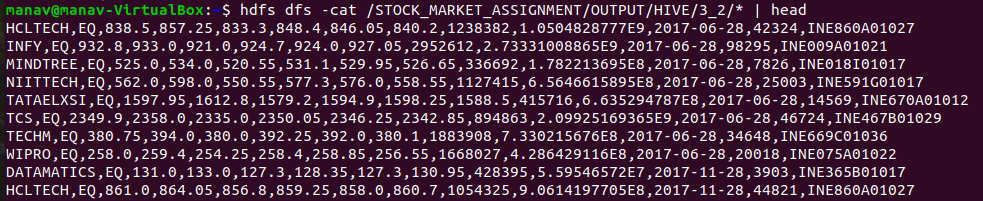 manav@manav-VirtualBox:~$ hdfs dfs -cat /STOCK_MARKET_ASSIGNMENT/OUTPUT/HIVE/3_2/* | head
HCLTECH,EQ,838.5,857.25,833.3,848.4,846.05,840.2,1238382,1.0504828777E9,2017-06-28,42324,INE860A01027
INFY,EQ,932.8,933.0,921.0,924.7,924.0,927.05,2952612,2.73331008865E9,2017-06-28,98295,INE009A01021
MINDTREE,EQ,525.0,534.0,520.55,531.1,529.95,526.65,336692,1.782213695E8,2017-06-28,7826,INE018I01017
NIITTECH,EQ,562.0,598.0,550.55,577.3,576.0,558.55,1127415,6.5646615895E8,2017-06-28,25003,INE591G01017
TATAELXSI,EQ,1597.95,1612.8,1579.2,1594.9,1598.25,1588.5,415716,6.635294787E8,2017-06-28,14569,INE670A01012
TCS,EQ,2349.9,2358.0,2335.0,2350.05,2346.25,2342.85,894863,2.09925169365E9,2017-06-28,46724,INE467B01029
TECHM,EQ,380.75,394.0,380.0,392.25,392.0,380.1,1883908,7.330215676E8,2017-06-28,34648,INE669C01036
WIPRO,EQ,258.0,259.4,254.25,258.4,258.85,256.55,1668027,4.286429116E8,2017-06-28,20018,INE075A01022
DATAMATICS,EQ,131.0,133.0,127.3,128.35,127.3,130.95,428395,5.59546572E7,2017-11-28,3903,INE365B01017
HCLTECH,EQ,861.0,864.05,856.8,859.25,858.0,860.7,1054325,9.0614197705E8,2017-11-28,44821,INE860A01027